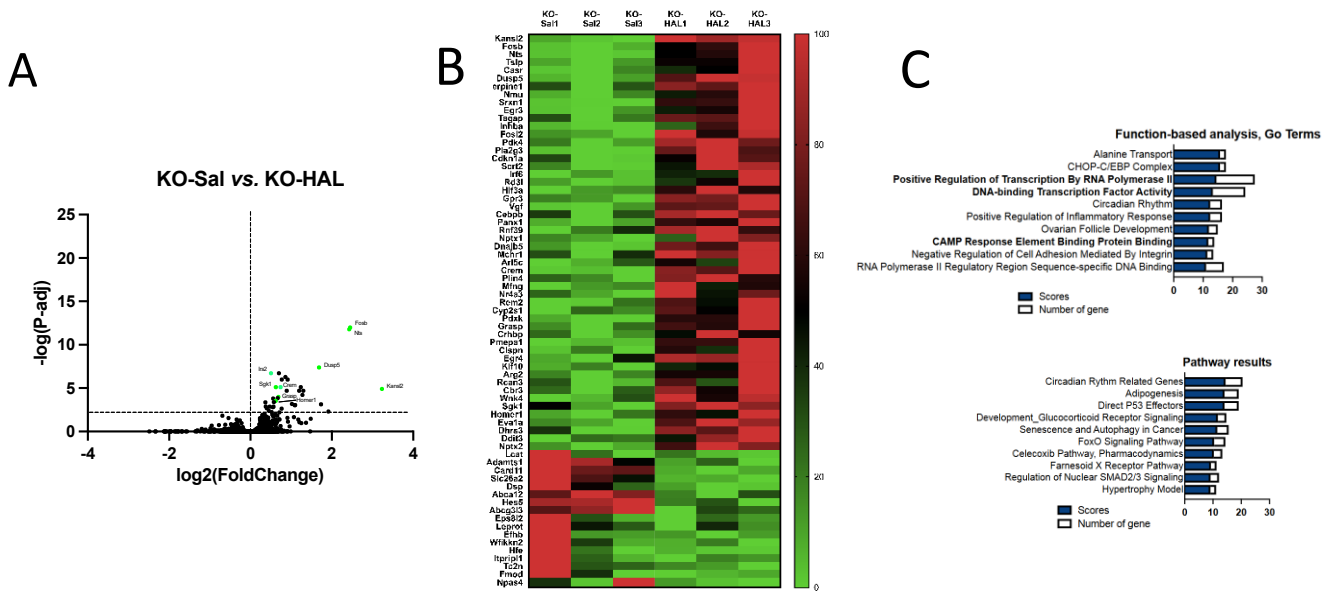 A
KO-Sal vs. KO-HAL
25
20
15
10
5
0
-4
-2
0
2
4
-log(P-adj)
log2(FoldChange)
Fosb
Nts
Dusp5
Kansl2
Irs2
Sgk1
Crem
Grasp
Homer1
B
KO-Sal1
KO-Sal2
KO-Sal3
KO-HAL1
KO-HAL2
KO-HAL3
Kansl2
Fosb
Nts
Tslp
Casr
Dusp5
erpine1
Nmu
Srxn1
Egr3
Tagap
Inhba
Fosl2
Pdk4
Pla2g3
Cdkn1a
Scrt2
Irf6
Rd3l
Hif3a
Gpr3
Vgf
Cebpb
Panx1
Rnf39
Nptx1
Dnajb5
Mchr1
Arl5c
Crem
Plin4
Mfng
Nr4a3
Rem2
Cyp2s1
Pdxk
Grasp
Crhbp
Pmepa1
Clspn
Egr4
Klf10
Arg2
Rcan3
Cbr3
Wnk4
Sgk1
Homer1
Eva1a
Dhrs3
Ddit3
Nptx2
Lcat
Adamts1
Card11
Slc26a2
Dsp
Abca12
Hes5
Abcg3l3
Eps8l2
Leprot
Efhb
Wfikkn2
Hfe
Itpripl1
Tc2n
Fmod
Npas4
100
80
60
40
20
0
C
Function-based analysis, Go Terms
Alanine Transport
CHOP-C/EBP Complex
Positive Regulation of Transcription By RNA Polymerase II
DNA-binding Transcription Factor Activity
Circadian Rhythm
Positive Regulation of Inflammatory Response
Ovarian Follicle Development
CAMP Response Element Binding Protein Binding
Negative Regulation of Cell Adhesion Mediated By Integrin
RNA Polymerase II Regulatory Region Sequence-specific DNA Binding
0 10 20 30
Scores
Number of gene
Pathway results
Circadian Rythm Related Genes
Adipogenesis
Direct P53 Effectors
Development_Glucocorticoid Receptor Signaling
Senescence and Autophagy in Cancer
FoxO Signaling Pathway
Celecoxib Pathway, Pharmacodynamics
Farnesoid X Receptor Pathway
Regulation of Nuclear SMAD2/3 Signaling
Hypertrophy Model
0 10 20 30
Scores
Number of gene